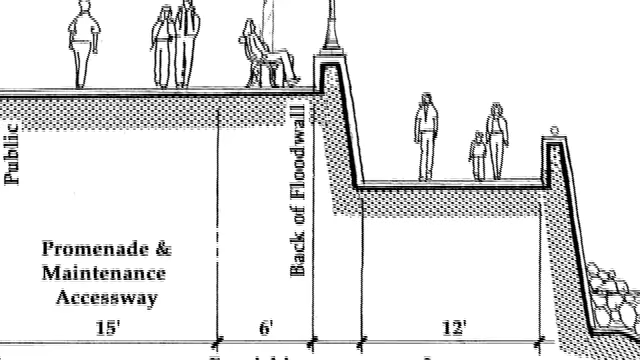 Public
Back of Floodwall
Promenade &
Maintenance
Accessway
15'
6'
12'